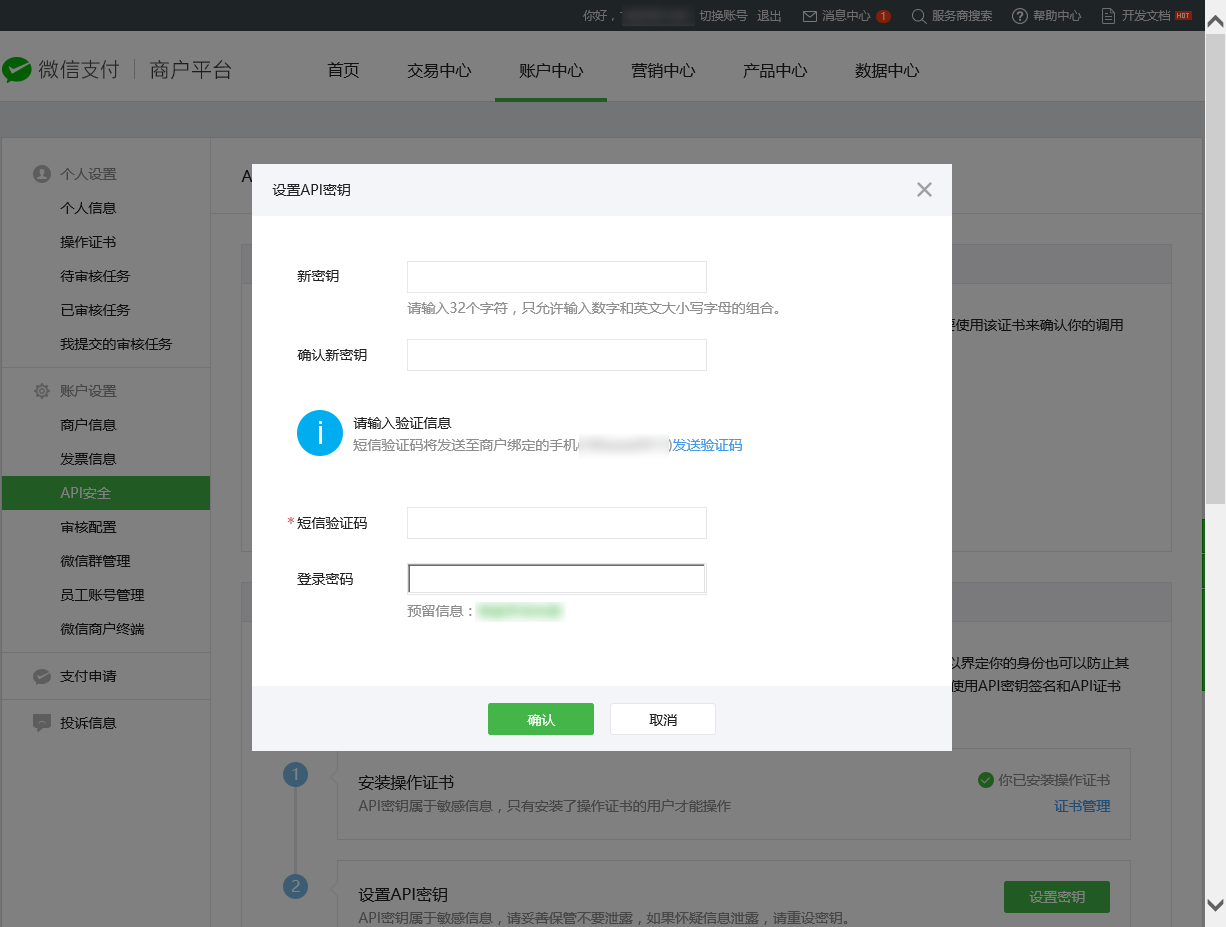 你好， 切换账号 退出 消息中心 1 服务商搜索 帮助中心 开发文档 HOT
微信支付 商户平台 首页 交易中心 账户中心 营销中心 产品中心 数据中心
个人设置
个人信息
操作证书
待审核任务
已审核任务
我提交的审核任务
账户设置
商户信息
发票信息
API安全
审核配置
微信群管理
员工账号管理
微信商户终端
支付申请
投诉信息
A
设置API密钥
新密钥
请输入32个字符，只允许输入数字和英文大小写字母的组合。
确认新密钥
请输入验证信息
短信验证码将发送至商户绑定的手机( )发送验证码
*短信验证码
登录密码
预留信息：
确认 取消
使用该证书来确认你的调用
以界定你的身份也可以防止其
使用API密钥签名和API证书
1
安装操作证书
API密钥属于敏感信息，只有安装了操作证书的用户才能操作
你已安装操作证书
证书管理
2
设置API密钥
API密钥属于敏感信息，请妥善保管不要泄露，如果怀疑信息泄露，请重设密钥。
设置密钥